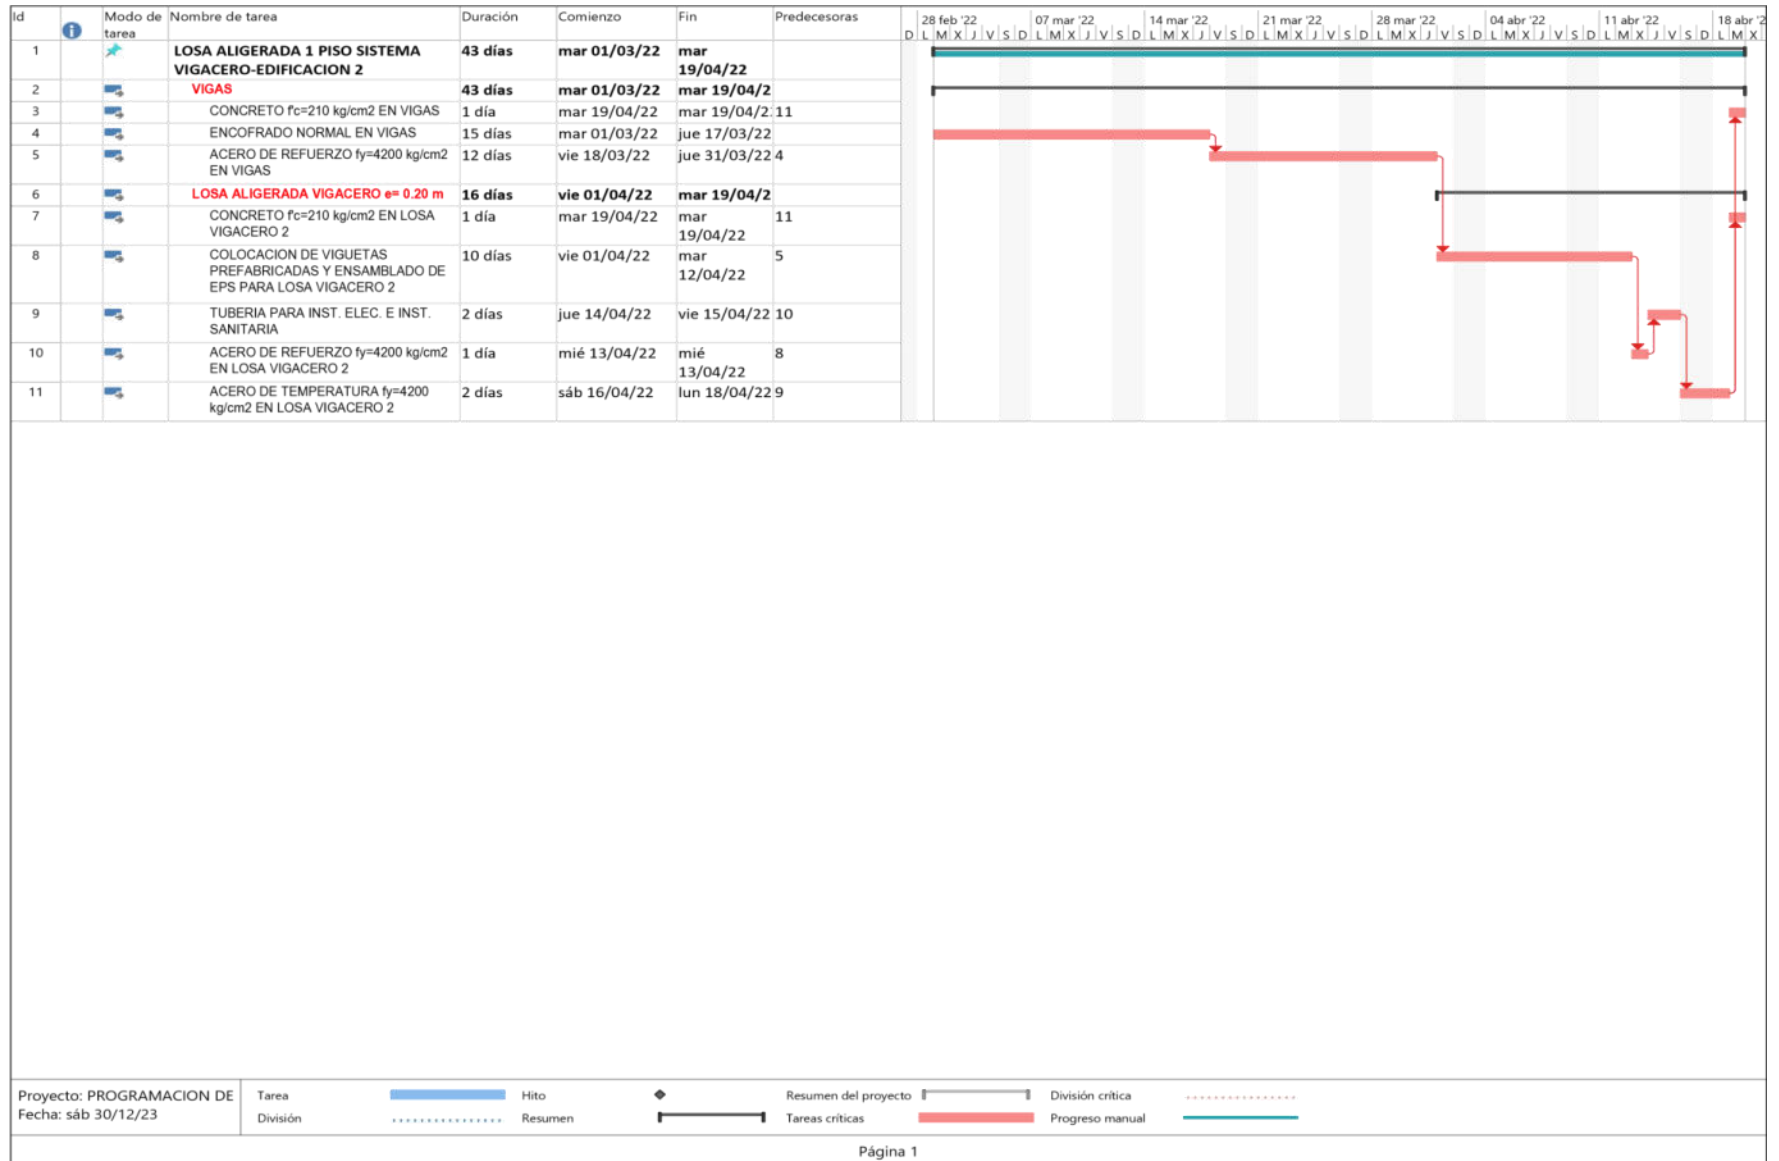 Id Modo de tarea Nombre de tarea Duración Comienzo Fin Predecesoras
28 feb '22 07 mar '22 14 mar '22 21 mar '22 28 mar '22 04 abr '22 11 abr '22 18 abr '2
D L M X J V S D L M X J V S D L M X J V S D L M X J V S D L M X J V S D L M X J V S D L M X J V S D L M X
1 LOSA ALIGERADA 1 PISO SISTEMA 43 días mar 01/03/22 mar
VIGACERO-EDIFICACION 2 19/04/22
2 VIGAS 43 días mar 01/03/22 mar 19/04/2
3 CONCRETO f'c=210 kg/cm2 EN VIGAS 1 día mar 19/04/22 mar 19/04/2 11
4 ENCOFRADO NORMAL EN VIGAS 15 días mar 01/03/22 jue 17/03/22
5 ACERO DE REFUERZO fy=4200 kg/cm2 12 días vie 18/03/22 jue 31/03/22 4
EN VIGAS
6 LOSA ALIGERADA VIGACERO e= 0.20 m 16 días vie 01/04/22 mar 19/04/2
7 CONCRETO f'c=210 kg/cm2 EN LOSA 1 día mar 19/04/22 mar 11
VIGACERO 2 19/04/22
8 COLOCACION DE VIGUETAS 10 días vie 01/04/22 mar 5
PREFABRICADAS Y ENSAMBLADO DE 12/04/22
EPS PARA LOSA VIGACERO 2
9 TUBERIA PARA INST. ELEC. E INST. 2 días jue 14/04/22 vie 15/04/22 10
SANITARIA
10 ACERO DE REFUERZO fy=4200 kg/cm2 1 día mié 13/04/22 mié 8
EN LOSA VIGACERO 2 13/04/22
11 ACERO DE TEMPERATURA fy=4200 2 días sáb 16/04/22 lun 18/04/22 9
kg/cm2 EN LOSA VIGACERO 2
Proyecto: PROGRAMACION DE
Fecha: sáb 30/12/23
Tarea Hito Resumen del proyecto División crítica
División Resumen Tareas críticas Progreso manual
Página 1